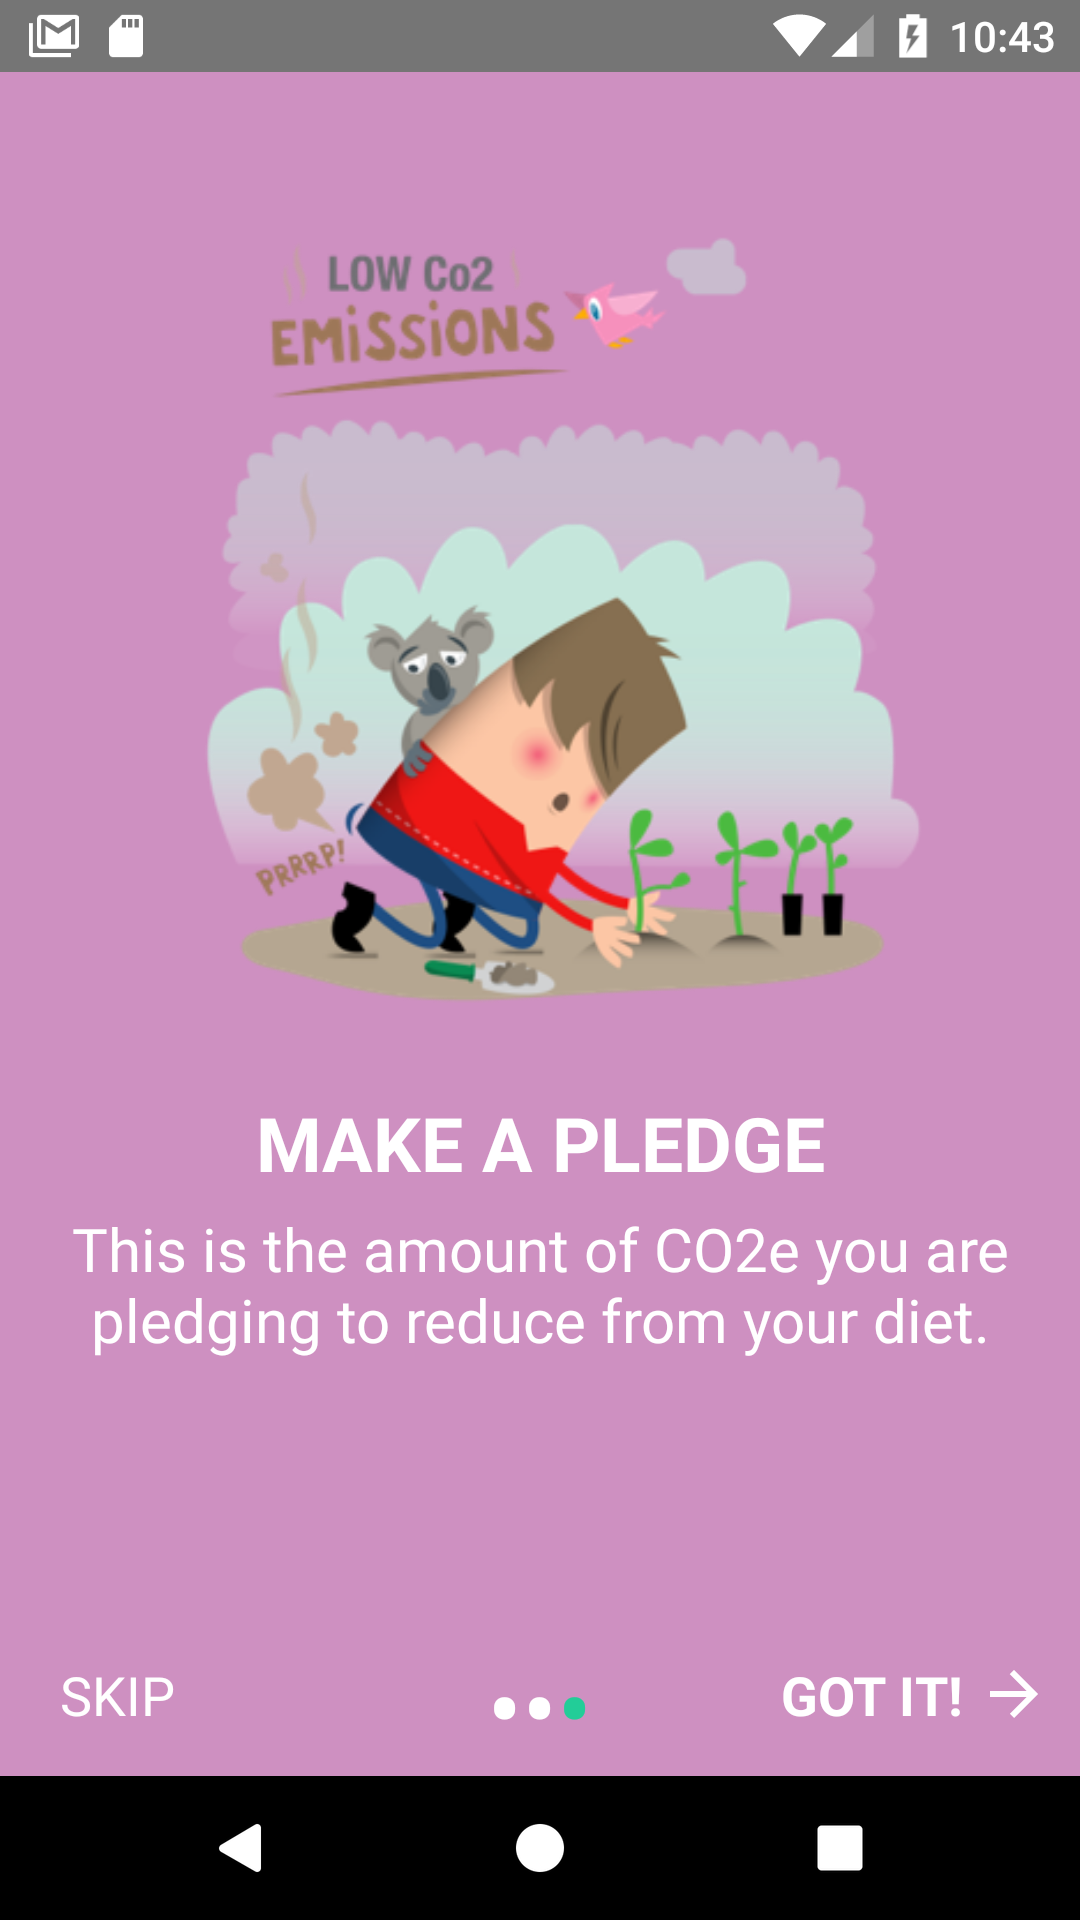 10:43
LOW Co2
EMiSSiONS
PRRRP!
MAKE A PLEDGE
This is the amount of CO2e you are
pledging to reduce from your diet.
SKIP
GOT IT!